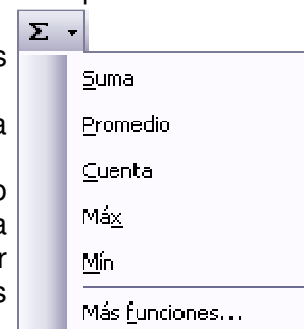 Σ
Suma
Promedio
Cuenta
Máx
Mín
Más funciones...
s
a
o
a
r
s